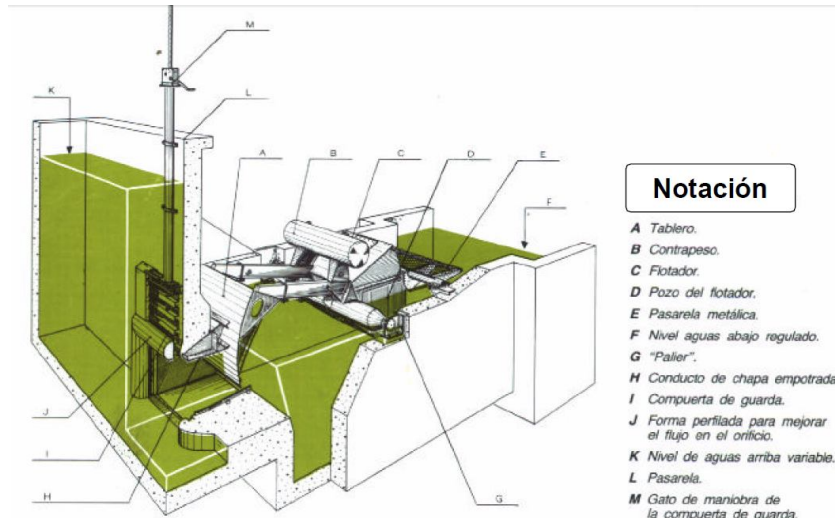 M
K
L
A
B
C
D
E
F
J
I
H
G
Notación
A Tablero.
B Contrapeso.
C Flotador.
D Pozo del flotador.
E Pasarela metálica.
F Nivel aguas abajo regulado.
G "Palier".
H Conducto de chapa empotrada
I Compuerta de guarda.
J Forma perfilada para mejorar
el flujo en el orificio.
K Nivel de aguas arriba variable.
L Pasarela.
M Gato de maniobra de
la compuerta de guarda.